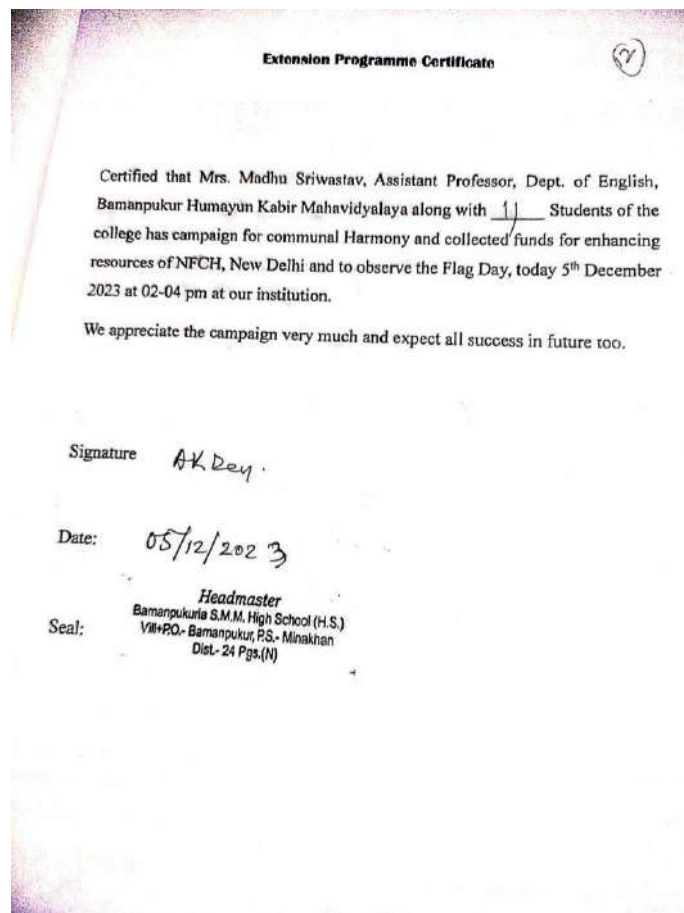 Extension Programme Certificate
Certified that Mrs. Madhu Sriwastav, Assistant Professor, Dept. of English,
Bamanpukur Humayun Kabir Mahavidyalaya along with 11 Students of the
college has campaign for communal Harmony and collected funds for enhancing
resources of NFCH, New Delhi and to observe the Flag Day, today 5th December
2023 at 02-04 pm at our institution.
We appreciate the campaign very much and expect all success in future too.
Signature AK Dey.
Date: 05/12/2023
Headmaster
Bamanpukuria S.M.M. High School (H.S.)
Seal: Vill+P.O.- Bamanpukur, P.S.- Minakhan
Dist.- 24 Pgs.(N)